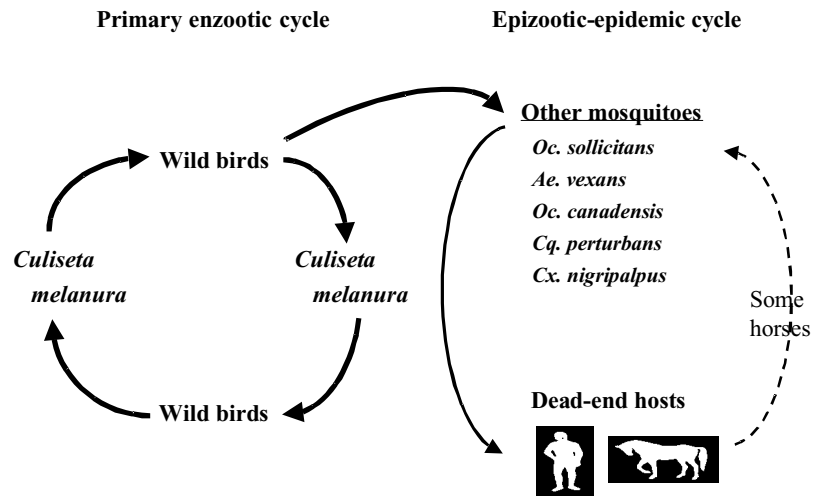 Primary enzootic cycle
Epizootic-epidemic cycle
Wild birds
Culiseta
melanura
Culiseta
melanura
Wild birds
Other mosquitoes
Oc. sollicitans
Ae. vexans
Oc. canadensis
Cq. perturbans
Cx. nigripalpus
Some
horses
Dead-end hosts